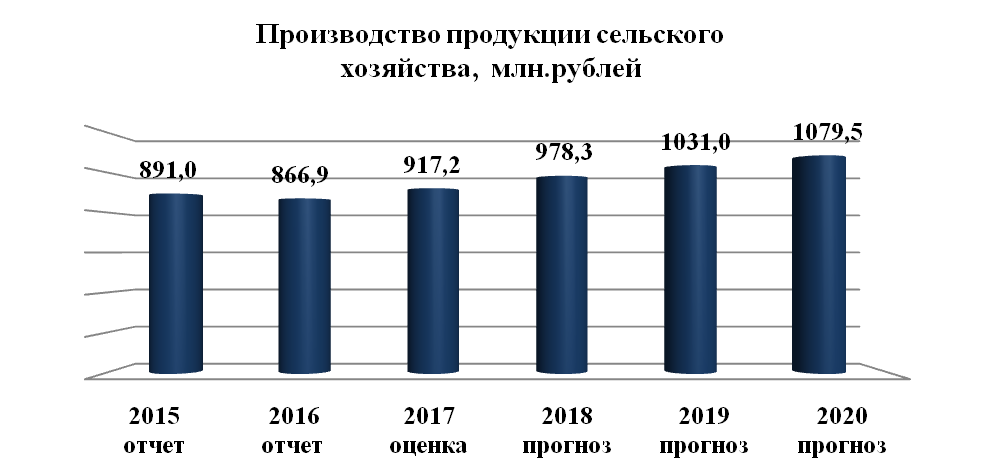 Производство продукции сельского
хозяйства,  млн.рублей
891,0
866,9
917,2
978,3
1031,0
1079,5
2015 2016 2017 2018 2019 2020
отчет отчет оценка прогноз прогноз прогноз